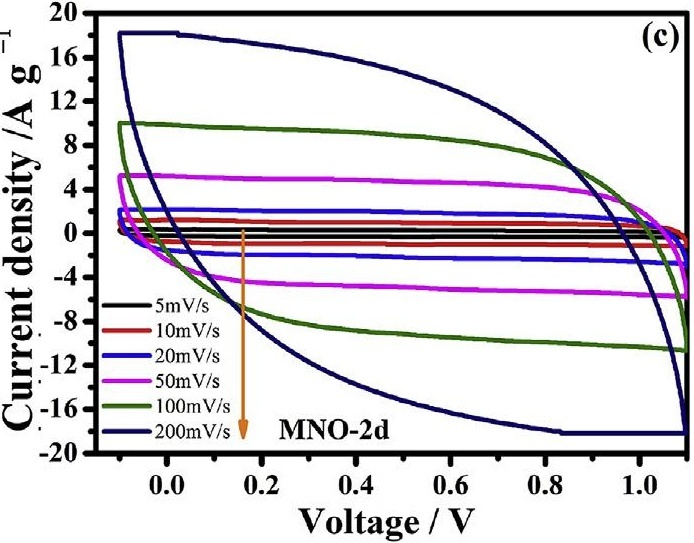 (c)
Current density /A g⁻¹
20
16
12
8
4
0
-4
-8
-12
-16
-20
5mV/s
10mV/s
20mV/s
50mV/s
100mV/s
200mV/s
MNO-2d
0.0 0.2 0.4 0.6 0.8 1.0
Voltage / V